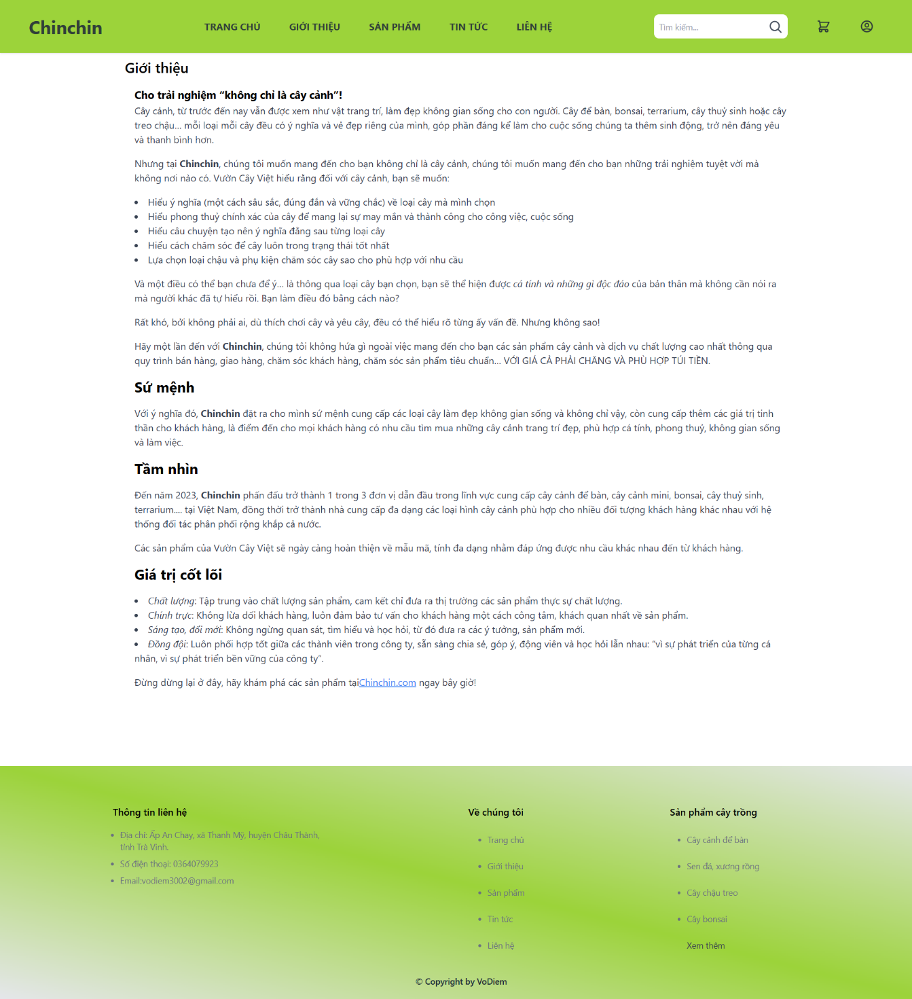 Chinchin
TRANG CHỦ
GIỚI THIỆU
SẢN PHẨM
TIN TỨC
LIÊN HỆ
Tìm kiếm...
Giới thiệu
Cho trải nghiệm “không chỉ là cây cảnh”!
Cây cảnh, từ trước đến nay vẫn được xem như vật trang trí, làm đẹp không gian sống cho con người. Cây để bàn, bonsai, terrarium, cây thuỷ sinh hoặc cây
treo chậu... mỗi loại mỗi cây đều có ý nghĩa và vẻ đẹp riêng của mình, góp phần đáng kể làm cho cuộc sống chúng ta thêm sinh động, trở nên đáng yêu
và thanh bình hơn.
Nhưng tại Chinchin, chúng tôi muốn mang đến cho bạn không chỉ là cây cảnh, chúng tôi muốn mang đến cho bạn những trải nghiệm tuyệt vời mà
không nơi nào có. Vườn Cây Việt hiểu rằng đối với cây cảnh, bạn sẽ muốn:
• Hiểu ý nghĩa (một cách sâu sắc, đúng đắn và vững chắc) về loại cây mà mình chọn
• Hiểu phong thuỷ chính xác của cây để mang lại sự may mắn và thành công cho công việc, cuộc sống
• Hiểu câu chuyện tạo nên ý nghĩa đằng sau từng loại cây
• Hiểu cách chăm sóc để cây luôn trong trạng thái tốt nhất
• Lựa chọn loại chậu và phụ kiện chăm sóc cây sao cho phù hợp với nhu cầu
Và một điều có thể bạn chưa để ý... là thông qua loại cây bạn chọn, bạn sẽ thể hiện được cá tính và những gì độc đáo của bản thân mà không cần nói ra
mà người khác đã tự hiểu rồi. Bạn làm điều đó bằng cách nào?
Rất khó, bởi không phải ai, dù thích chơi cây và yêu cây, đều có thể hiểu rõ từng ấy vấn đề. Nhưng không sao!
Hãy một lần đến với Chinchin, chúng tôi không hứa gì ngoài việc mang đến cho bạn các sản phẩm cây cảnh và dịch vụ chất lượng cao nhất thông qua
quy trình bán hàng, giao hàng, chăm sóc khách hàng, chăm sóc sản phẩm tiêu chuẩn... VỚI GIÁ CẢ PHẢI CHĂNG VÀ PHÙ HỢP TÚI TIỀN.
Sứ mệnh
Với ý nghĩa đó, Chinchin đặt ra cho mình sứ mệnh cung cấp các loại cây làm đẹp không gian sống và không chỉ vậy, còn cung cấp thêm các giá trị tinh
thần cho khách hàng, là điểm đến cho mọi khách hàng có nhu cầu tìm mua những cây cảnh trang trí đẹp, phù hợp cá tính, phong thuỷ, không gian sống
và làm việc.
Tầm nhìn
Đến năm 2023, Chinchin phấn đấu trở thành 1 trong 3 đơn vị dẫn đầu trong lĩnh vực cung cấp cây cảnh để bàn, cây cảnh mini, bonsai, cây thuỷ sinh,
terrarium.... tại Việt Nam, đồng thời trở thành nhà cung cấp đa dạng các loại hình cây cảnh phù hợp cho nhiều đối tượng khách hàng khác nhau với hệ
thống đối tác phân phối rộng khắp cả nước.
Các sản phẩm của Vườn Cây Việt sẽ ngày càng hoàn thiện về mẫu mã, tính đa dạng nhằm đáp ứng được nhu cầu khác nhau đến từ khách hàng.
Giá trị cốt lõi
• Chất lượng: Tập trung vào chất lượng sản phẩm, cam kết chỉ đưa ra thị trường các sản phẩm thực sự chất lượng.
• Chính trực: Không lừa dối khách hàng, luôn đảm bảo tư vấn cho khách hàng một cách công tâm, khách quan nhất về sản phẩm.
• Sáng tạo, đổi mới: Không ngừng quan sát, tìm hiểu và học hỏi, từ đó đưa ra các ý tưởng, sản phẩm mới.
• Đồng đội: Luôn phối hợp tốt giữa các thành viên trong công ty, sẵn sàng chia sẻ, góp ý, động viên và học hỏi lẫn nhau: “vì sự phát triển của từng cá
nhân, vì sự phát triển bền vững của công ty”.
Đừng dừng lại ở đây, hãy khám phá các sản phẩm tạiChinchin.com ngay bây giờ!
Thông tin liên hệ
• Địa chỉ: Ấp An Chay, xã Thanh Mỹ, huyện Châu Thành,
tỉnh Trà Vinh.
• Số điện thoại: 0364079923
• Email:vodiem3002@gmail.com
Về chúng tôi
• Trang chủ
• Giới thiệu
• Sản phẩm
• Tin tức
• Liên hệ
Sản phẩm cây trồng
• Cây cảnh để bàn
• Sen đá, xương rồng
• Cây chậu treo
• Cây bonsai
Xem thêm
© Copyright by VoDiem